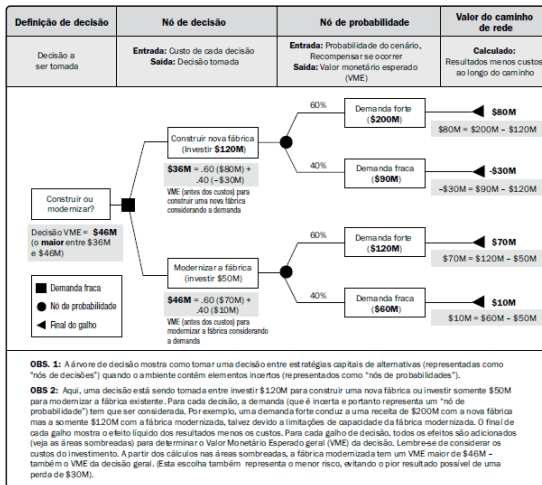 Definição de decisão
Nó de decisão
Nó de probabilidade
Valor do caminho
de rede
Decisão a
ser tomada
Entrada: Custo de cada decisão
Saída: Decisão tomada
Entrada: Probabilidade do cenário,
Recompensar se ocorrer
Saída: Valor monetário esperado
(VME)
Calculado:
Resultados menos custos
ao longo do caminho
Construir ou
modernizar?
Decisão VME = $46M
(o maior entre $36M
e $46M)
Demanda fraca
Nó de probabilidade
Final do galho
Construir nova fábrica
(Investir $120M)
$36M = .60 ($80M) +
.40 (–$30M)
VME (antes dos custos) para
construir uma nova fábrica
considerando a demanda
Modernizar a fábrica
(investir $50M)
$46M = .60 ($70M) +
.40 ($10M)
VME (antes dos custos) para
modernizar a fábrica considerando
a demanda
60%
Demanda forte
($200M)
$80M
$80M = $200M – $120M
40%
Demanda fraca
($90M)
-$30M
–$30M = $90M – $120M
60%
Demanda forte
($120M)
$70M
$70M = $120M – $50M
40%
Demanda fraca
($60M)
$10M
$10M = $60M – $50M
OBS. 1: A árvore de decisão mostra como tomar uma decisão entre estratégias capitais de alternativas (representadas como
“nós de decisões”) quando o ambiente contém elementos incertos (representados como “nós de probabilidades”).
OBS 2: Aqui, uma decisão está sendo tomada entre investir $120M para construir uma nova fábrica ou investir somente $50M
para modernizar a fábrica existente. Para cada decisão, a demanda (que é incerta e portanto representa um “nó de
probabilidade”) tem que ser considerada. Por exemplo, uma demanda forte conduz a uma receita de $200M com a nova fábrica
mas a somente $120M com a fábrica modernizada, talvez devido a limitações de capacidade da fábrica modernizada. O final de
cada galho mostra o efeito líquido dos resultados menos os custos. Para cada galho de decisão, todos os efeitos são adicionados
(veja as áreas sombreadas) para determinar o Valor Monetário Esperado geral (VME) da decisão. Lembre-se de considerar os
custos do investimento. A partir dos cálculos nas áreas sombreadas, a fábrica modernizada tem um VME maior de $46M –
também o VME da decisão geral. (Esta escolha também representa o menor risco, evitando o pior resultado possível de uma
perda de $30M).